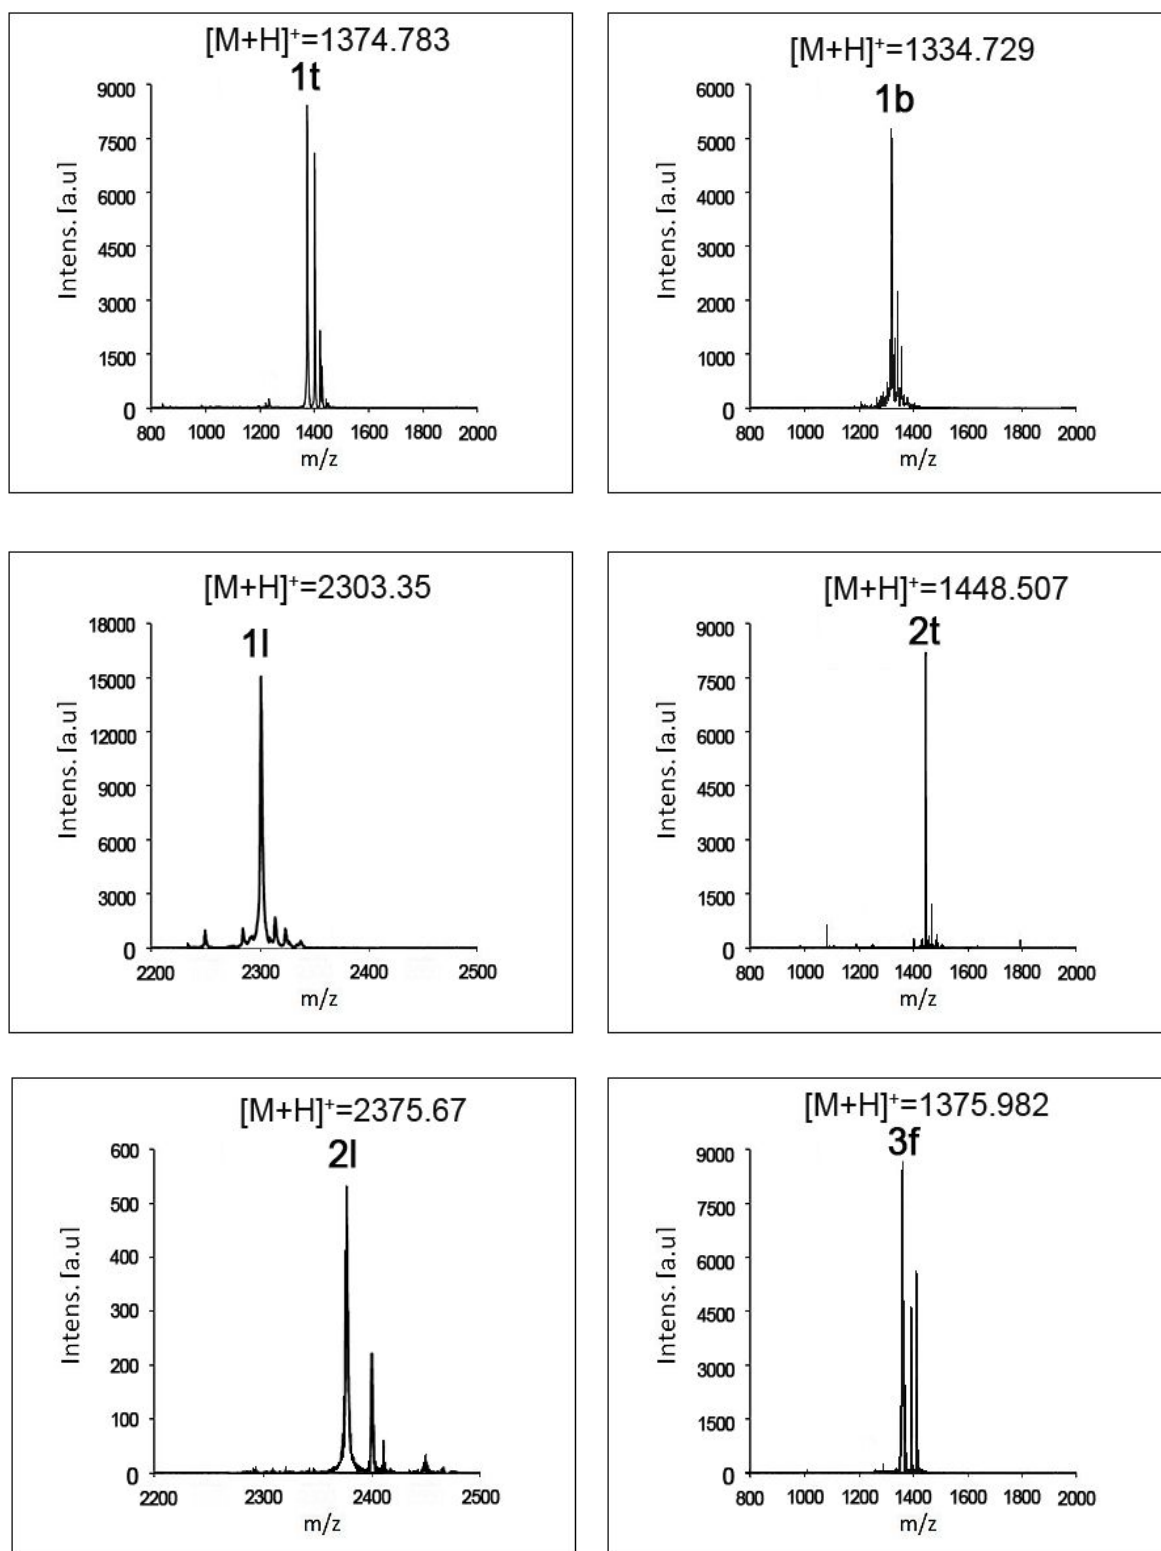 [M+H]+=1374.783
1t
9000
7500
6000
4500
3000
1500
0
Intens. [a.u]
800 1000 1200 1400 1600 1800 2000
m/z
[M+H]+=1334.729
1b
6000
5000
4000
3000
2000
1000
0
Intens. [a.u]
800 1000 1200 1400 1600 1800 2000
m/z
[M+H]+=2303.35
1l
18000
15000
12000
9000
6000
3000
0
Intens. [a.u]
2200 2300 2400 2500
m/z
[M+H]+=1448.507
2t
9000
7500
6000
4500
3000
1500
0
Intens. [a.u]
800 1000 1200 1400 1600 1800 2000
m/z
[M+H]+=2375.67
2l
600
500
400
300
200
100
0
Intens. [a.u]
2200 2300 2400 2500
m/z
[M+H]+=1375.982
3f
9000
7500
6000
4500
3000
1500
0
Intens. [a.u]
800 1000 1200 1400 1600 1800 2000
m/z